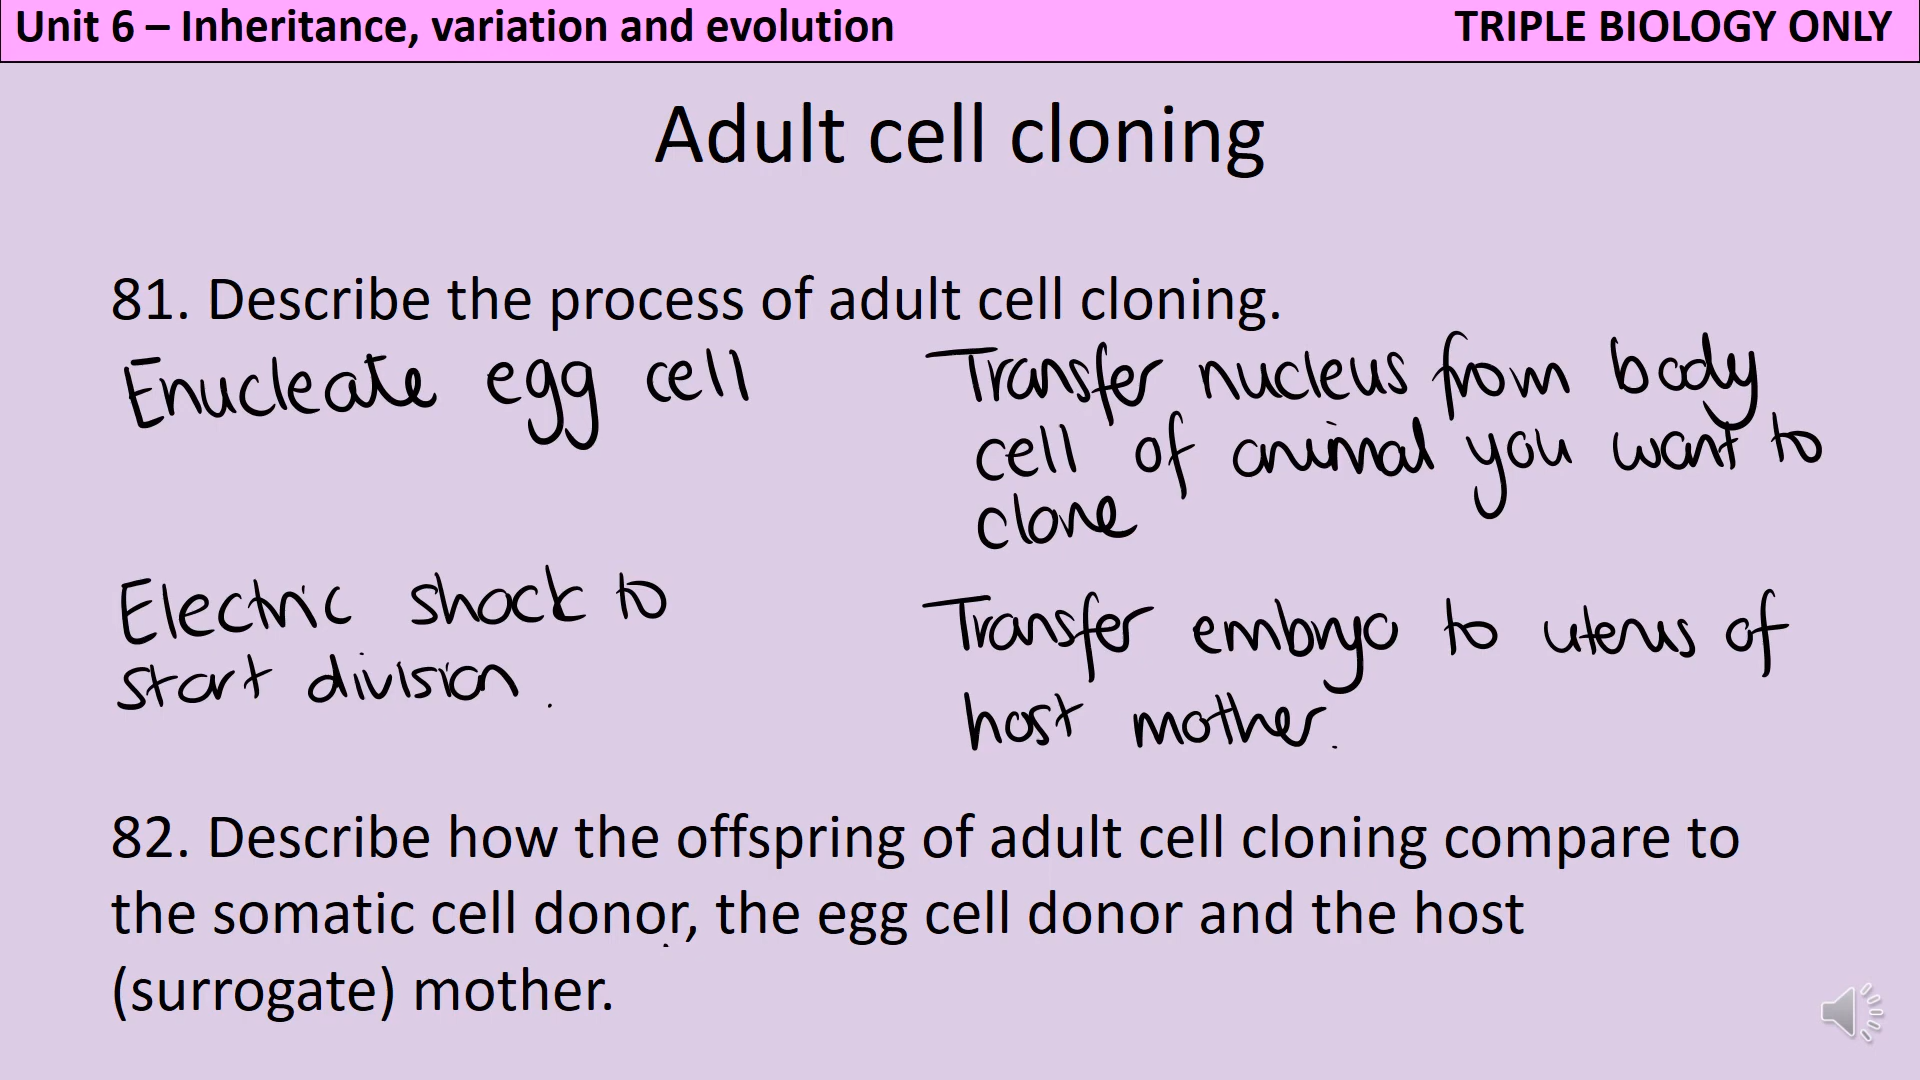 Unit 6 – Inheritance, variation and evolution
TRIPLE BIOLOGY ONLY
Adult cell cloning
81. Describe the process of adult cell cloning.
Enucleate egg cell
Transfer nucleus from body
cell of animal you want to
clone
Electric shock to
start division.
Transfer embryo to uterus of
host mother.
82. Describe how the offspring of adult cell cloning compare to
the somatic cell donor, the egg cell donor and the host
(surrogate) mother.